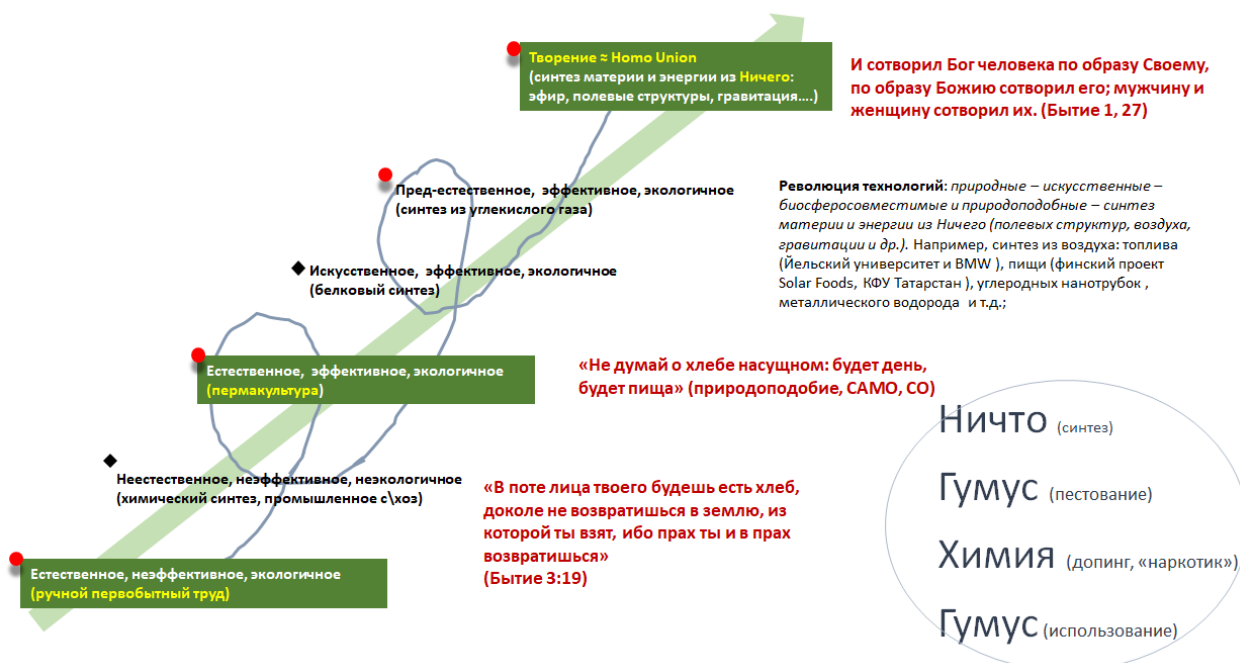 Творение ≈ Homo Union
(синтез материи и энергии из Ничего:
эфир, полевые структуры, гравитация....)
И сотворил Бог человека по образу Своему,
по образу Божию сотворил его; мужчину и
женщину сотворил их. (Бытие 1, 27)
Пред-естественное, эффективное, экологичное
(синтез из углекислого газа)
Революция технологий: природные – искусственные –
биосферосовместимые и природоподобные – синтез
материи и энергии из Ничего (полевых структур, воздуха,
гравитации и др.). Например, синтез из воздуха: топлива
(Йельский университет и BMW ), пищи (финский проект
Solar Foods, КФУ Татарстан ), углеродных нанотрубок ,
металлического водорода и т.д.;
Искусственное, эффективное, экологичное
(белковый синтез)
Естественное, эффективное, экологичное
(пермакультура)
«Не думай о хлебе насущном: будет день,
будет пища» (природоподобие, САМО, СО)
Неестественное, неэффективное, неэкологичное
(химический синтез, промышленное с\хоз)
«В поте лица твоего будешь есть хлеб,
доколе не возвратишься в землю, из
которой ты взят, ибо прах ты и в прах
возвратишься»
(Бытие 3:19)
Естественное, неэффективное, экологичное
(ручной первобытный труд)
Ничто (синтез)
Гумус (пестование)
Химия (допинг, «наркотик»)
Гумус (использование)